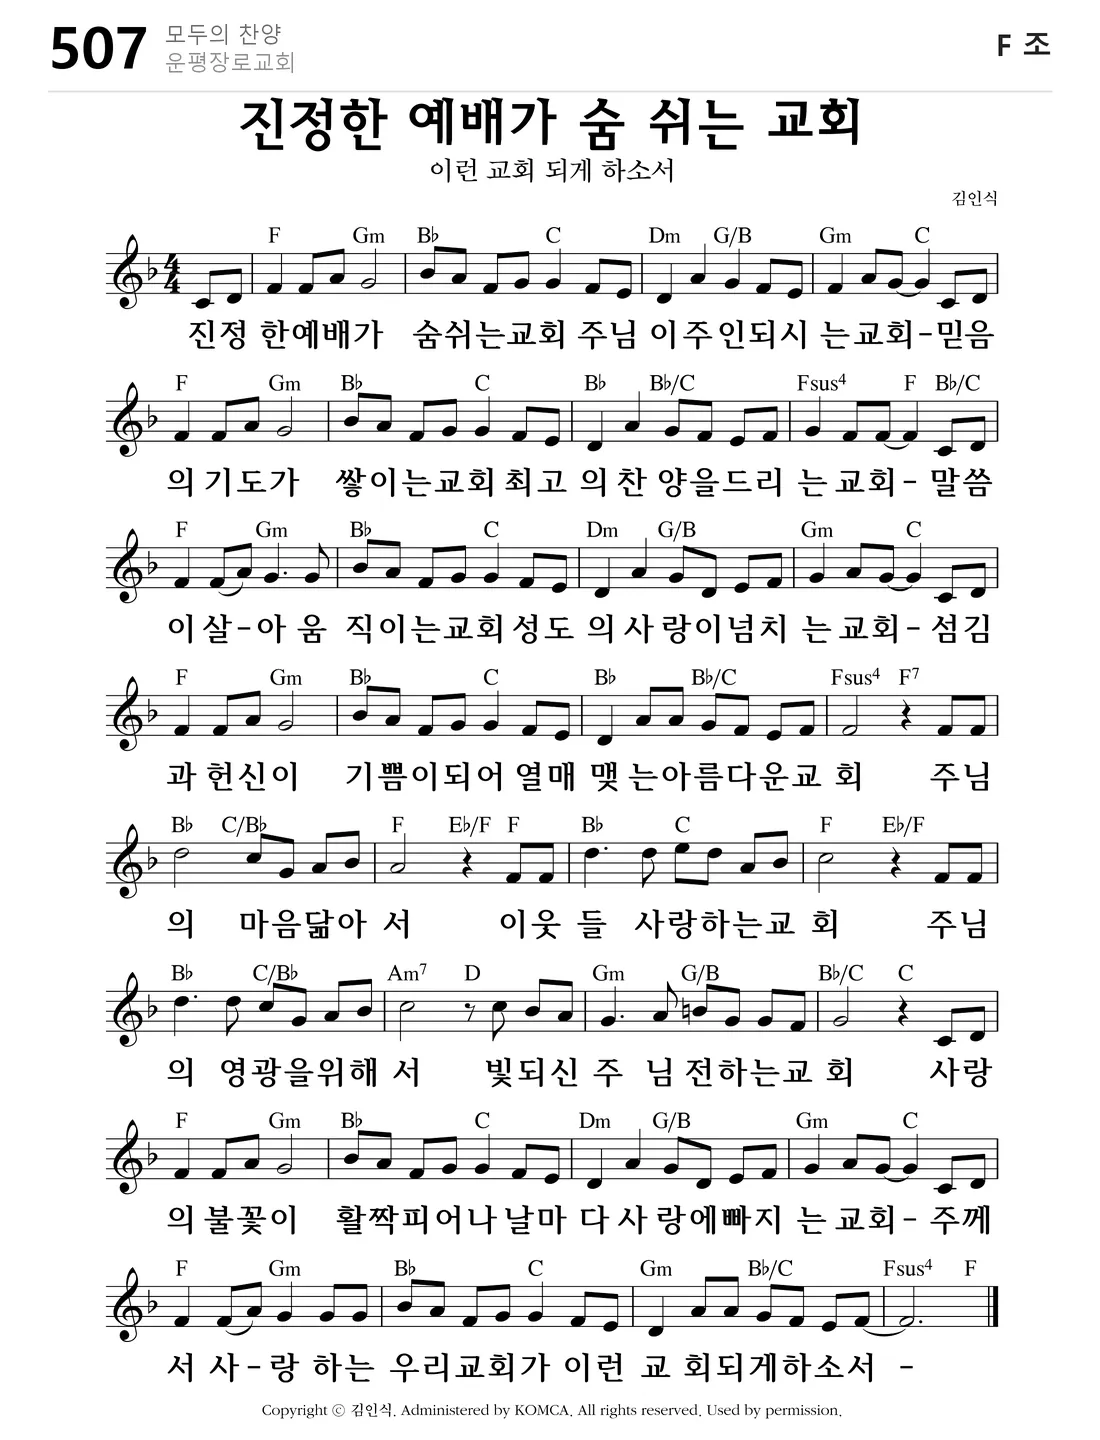 507 모두의 찬양
운평장로교회
F 조
진정한 예배가 숨 쉬는 교회
이런 교회 되게 하소서
김인식
F Gm B♭ C Dm G/B Gm C
4
4
진정 한예배가 숨쉬는교회 주님 이주인되시 는교회-믿음
F Gm B♭ C B♭ B♭/C Fsus4 F B♭/C
의 기도가 쌓이는교회 최고 의찬 양을드리 는 교회- 말씀
F Gm B♭ C Dm G/B Gm C
이 살-아 움 직이는교회 성도 의사 랑이넘치 는 교회- 섬김
F Gm B♭ C B♭ B♭/C Fsus4 F7
과 헌신이 기쁨이되어 열매 맺 는아름다운교 회 주님
B♭ C/B♭ F E♭/F F B♭ C F E♭/F
의 마음닮아 서 이웃 들 사랑하는교 회 주님
B♭ C/B♭ Am7 D Gm G/B B♭/C C
의 영광을위해 서 빛되신 주 님 전하는교 회 사랑
F Gm B♭ C Dm G/B Gm C
의 불꽃이 활짝피어나 날마 다사 랑에빠지 는 교회- 주께
F Gm B♭ C Gm B♭/C Fsus4 F
서 사-랑 하는 우리교회가 이런 교 회되게하소서 -
Copyright ⓒ 김인식. Administered by KOMCA. All rights reserved. Used by permission.